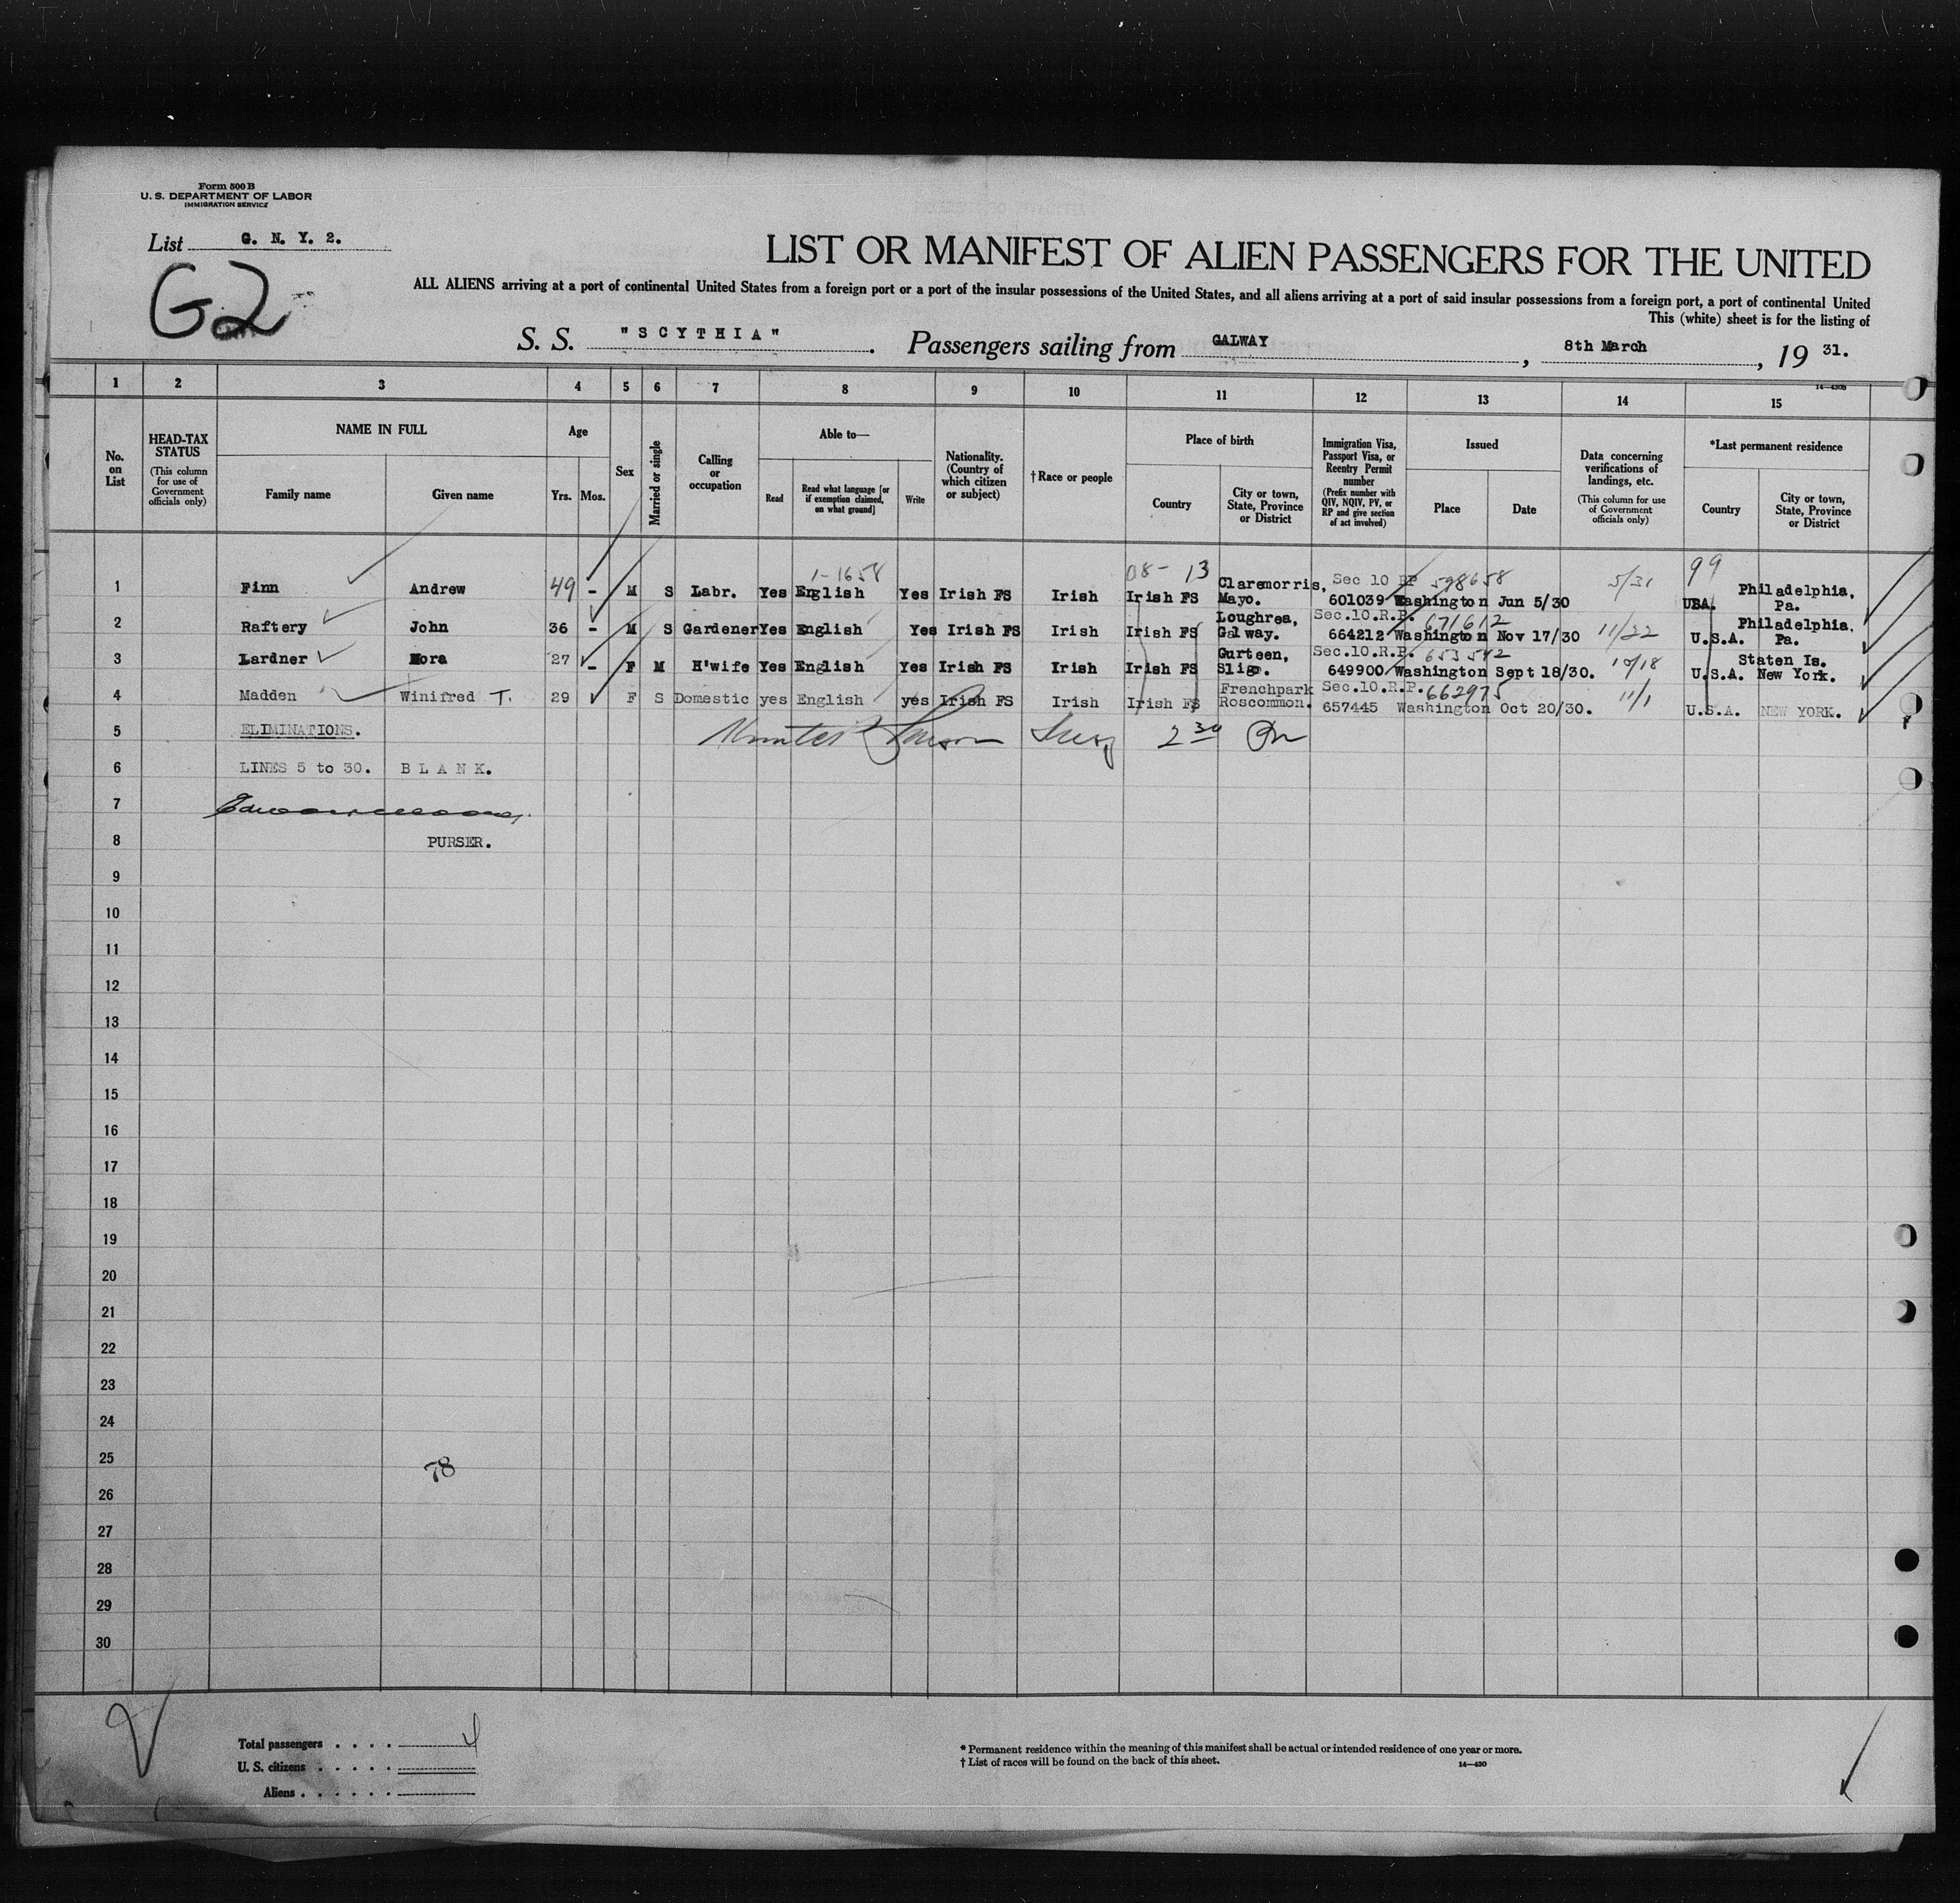 Form 500 B
U. S. DEPARTMENT OF LABOR
IMMIGRATION SERVICE
List G. N. Y. 2.
G2
LIST OR MANIFEST OF ALIEN PASSENGERS FOR THE UNITED
ALL ALIENS arriving at a port of continental United States from a foreign port or a port of the insular possessions of the United States, and all aliens arriving at a port of said insular possessions from a foreign port, a port of continental United
This (white) sheet is for the listing of
S. S. "SCYTHIA". Passengers sailing from GALWAY, 8th March, 19 31.
14—430B
1 2 3 4 5 6 7 8 9 10 11 12 13 14 15
No. on List
HEAD-TAX STATUS (This column for use of Government officials only)
NAME IN FULL
Family name
Given name
Age
Yrs.
Mos.
Sex
Married or single
Calling or occupation
Able to—
Read
Read what language [or if exemption claimed, on what ground]
Write
Nationality. (Country of which citizen or subject)
† Race or people
Place of birth
Country
City or town, State, Province or District
Immigration Visa, Passport Visa, or Reentry Permit number (Prefix number with QIV, NQIV, PV, or RP and give section of act involved)
Issued
Place
Date
Data concerning verifications of landings, etc. (This column for use of Government officials only)
*Last permanent residence
Country
City or town, State, Province or District
1-1658 08- 13 99
1 Finn Andrew 49 - M S Labr. Yes English Yes Irish FS Irish Irish FS Claremorris, Mayo. Sec 10 RP 598658 601039 Washington Jun 5/30 5/31 USA. Philadelphia, Pa.
2 Raftery John 36 - M S Gardener Yes English Yes Irish FS Irish Irish FS Loughrea, Galway. Sec.10.R.P. 671612 664212 Washington Nov 17/30 11/22 U.S.A. Philadelphia, Pa.
3 Lardner Nora 27 - F M H'wife Yes English Yes Irish FS Irish Irish FS Gurteen, Sligo. Sec.10.R.P. 653542 649900 Washington Sept 18/30. 10/18 U.S.A. Staten Is. New York.
4 Madden Winifred T. 29 F S Domestic yes English yes Irish FS Irish Irish FS Frenchpark Roscommon. Sec.10.R.P. 662975 657445 Washington Oct 20/30. 11/1 U.S.A. NEW YORK.
5 ELIMINATIONS. 2 30
6 LINES 5 to 30. BLANK.
7
8 PURSER.
9
10
11
12
13
14
15
16
17
18
19
20
21
22
23
24
25 78
26
27
28
29
30
Total passengers . . . . 4
U. S. citizens . . . . .
Aliens . . . . . .
* Permanent residence within the meaning of this manifest shall be actual or intended residence of one year or more.
† List of races will be found on the back of this sheet. 14—430